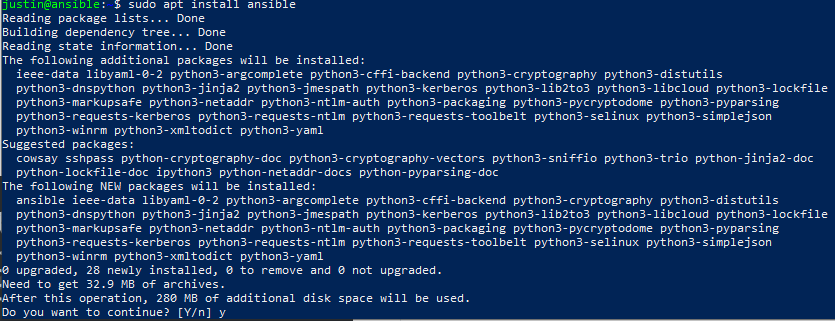 justin@ansible: $ sudo apt install ansible
Reading package lists... Done
Building dependency tree... Done
Reading state information... Done
The following additional packages will be installed:
  ieee-data libyaml-0-2 python3-argcomplete python3-cffi-backend python3-cryptography python3-distutils
  python3-dnspython python3-jinja2 python3-jmespath python3-kerberos python3-lib2to3 python3-libcloud python3-lockfile
  python3-markupsafe python3-netaddr python3-ntlm-auth python3-packaging python3-pycryptodome python3-pyparsing
  python3-requests-kerberos python3-requests-ntlm python3-requests-toolbelt python3-selinux python3-simplejson
  python3-winrm python3-xmltodict python3-yaml
Suggested packages:
  cowsay sshpass python-cryptography-doc python3-cryptography-vectors python3-sniffio python3-trio python-jinja2-doc
  python-lockfile-doc ipython3 python-netaddr-docs python-pyparsing-doc
The following NEW packages will be installed:
  ansible ieee-data libyaml-0-2 python3-argcomplete python3-cffi-backend python3-cryptography python3-distutils
  python3-dnspython python3-jinja2 python3-jmespath python3-kerberos python3-lib2to3 python3-libcloud python3-lockfile
  python3-markupsafe python3-netaddr python3-ntlm-auth python3-packaging python3-pycryptodome python3-pyparsing
  python3-requests-kerberos python3-requests-ntlm python3-requests-toolbelt python3-selinux python3-simplejson
  python3-winrm python3-xmltodict python3-yaml
0 upgraded, 28 newly installed, 0 to remove and 0 not upgraded.
Need to get 32.9 MB of archives.
After this operation, 280 MB of additional disk space will be used.
Do you want to continue? [Y/n] y